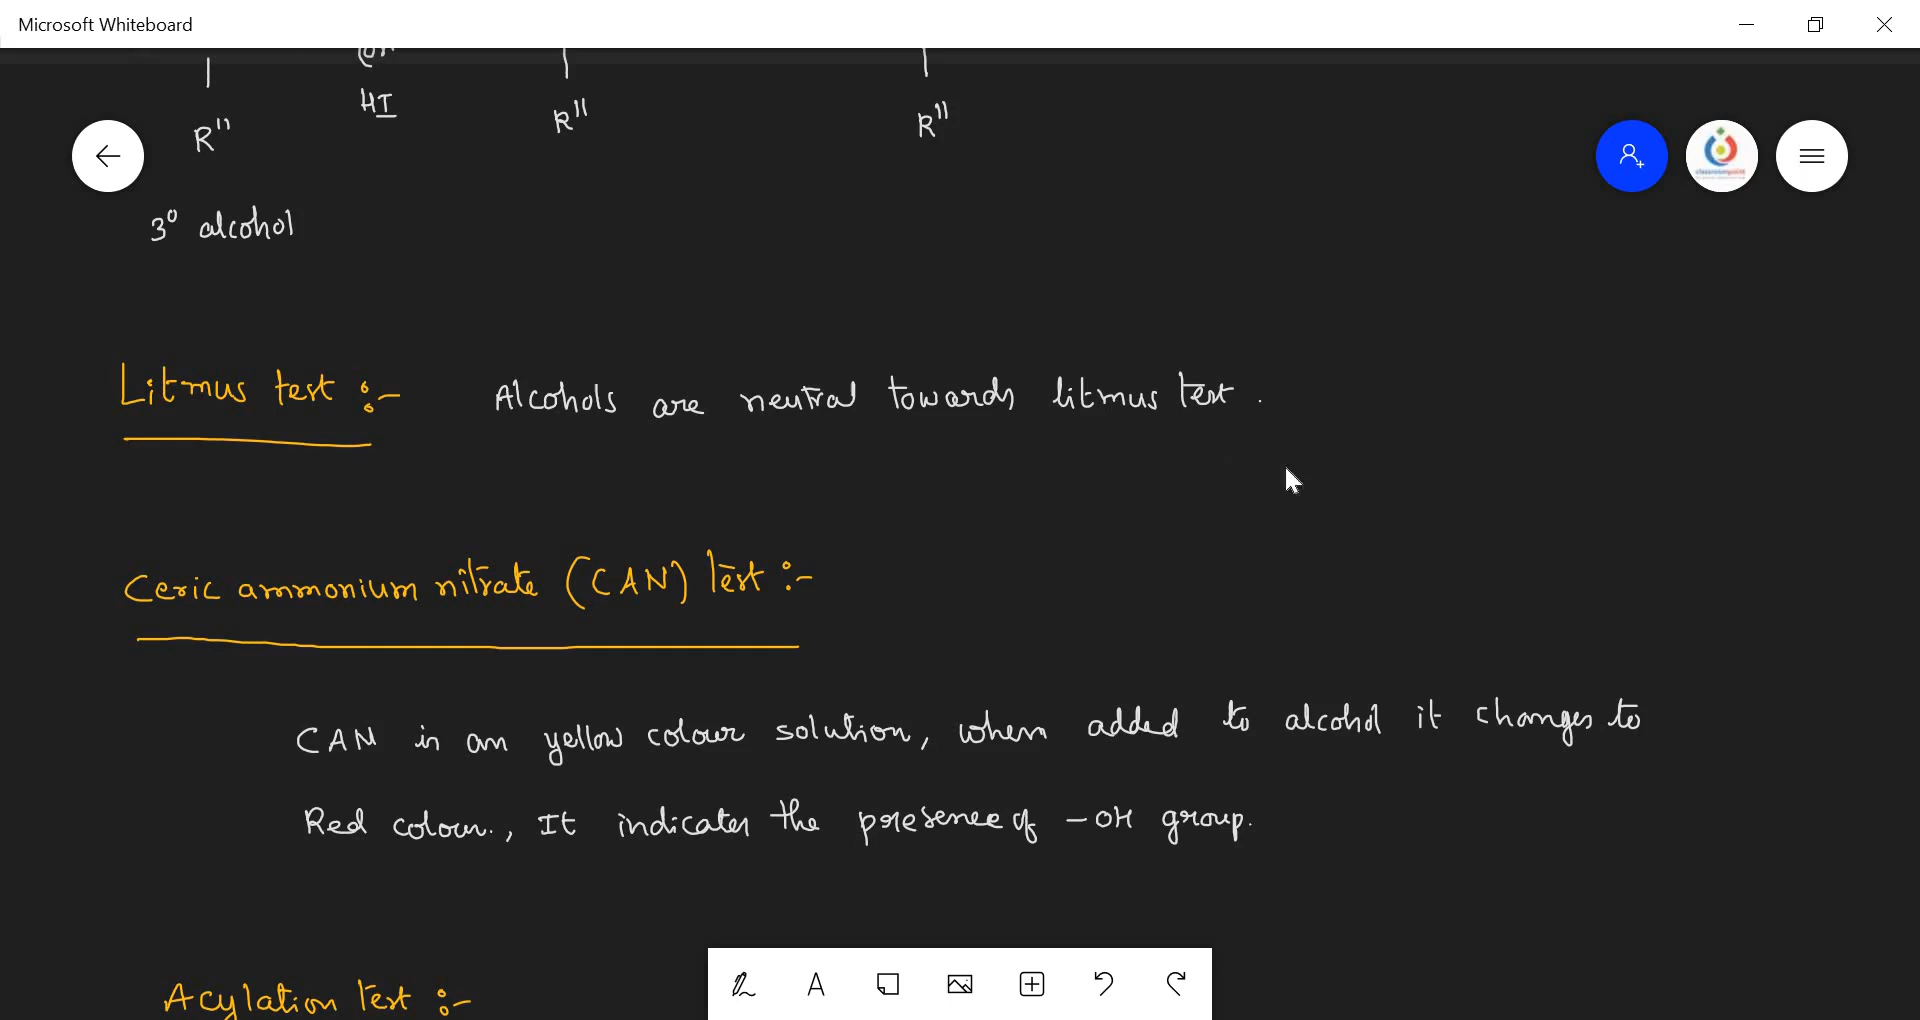 Microsoft Whiteboard
HI
R" R" R"
3° alcohol
Litmus test :- Alcohols are neutral towards litmus test.
Ceric ammonium nitrate (CAN) test :-
CAN is an yellow colour solution, when added to alcohol it changes to
Red colour., It indicates the presence of -OH group.
Acylation test :-